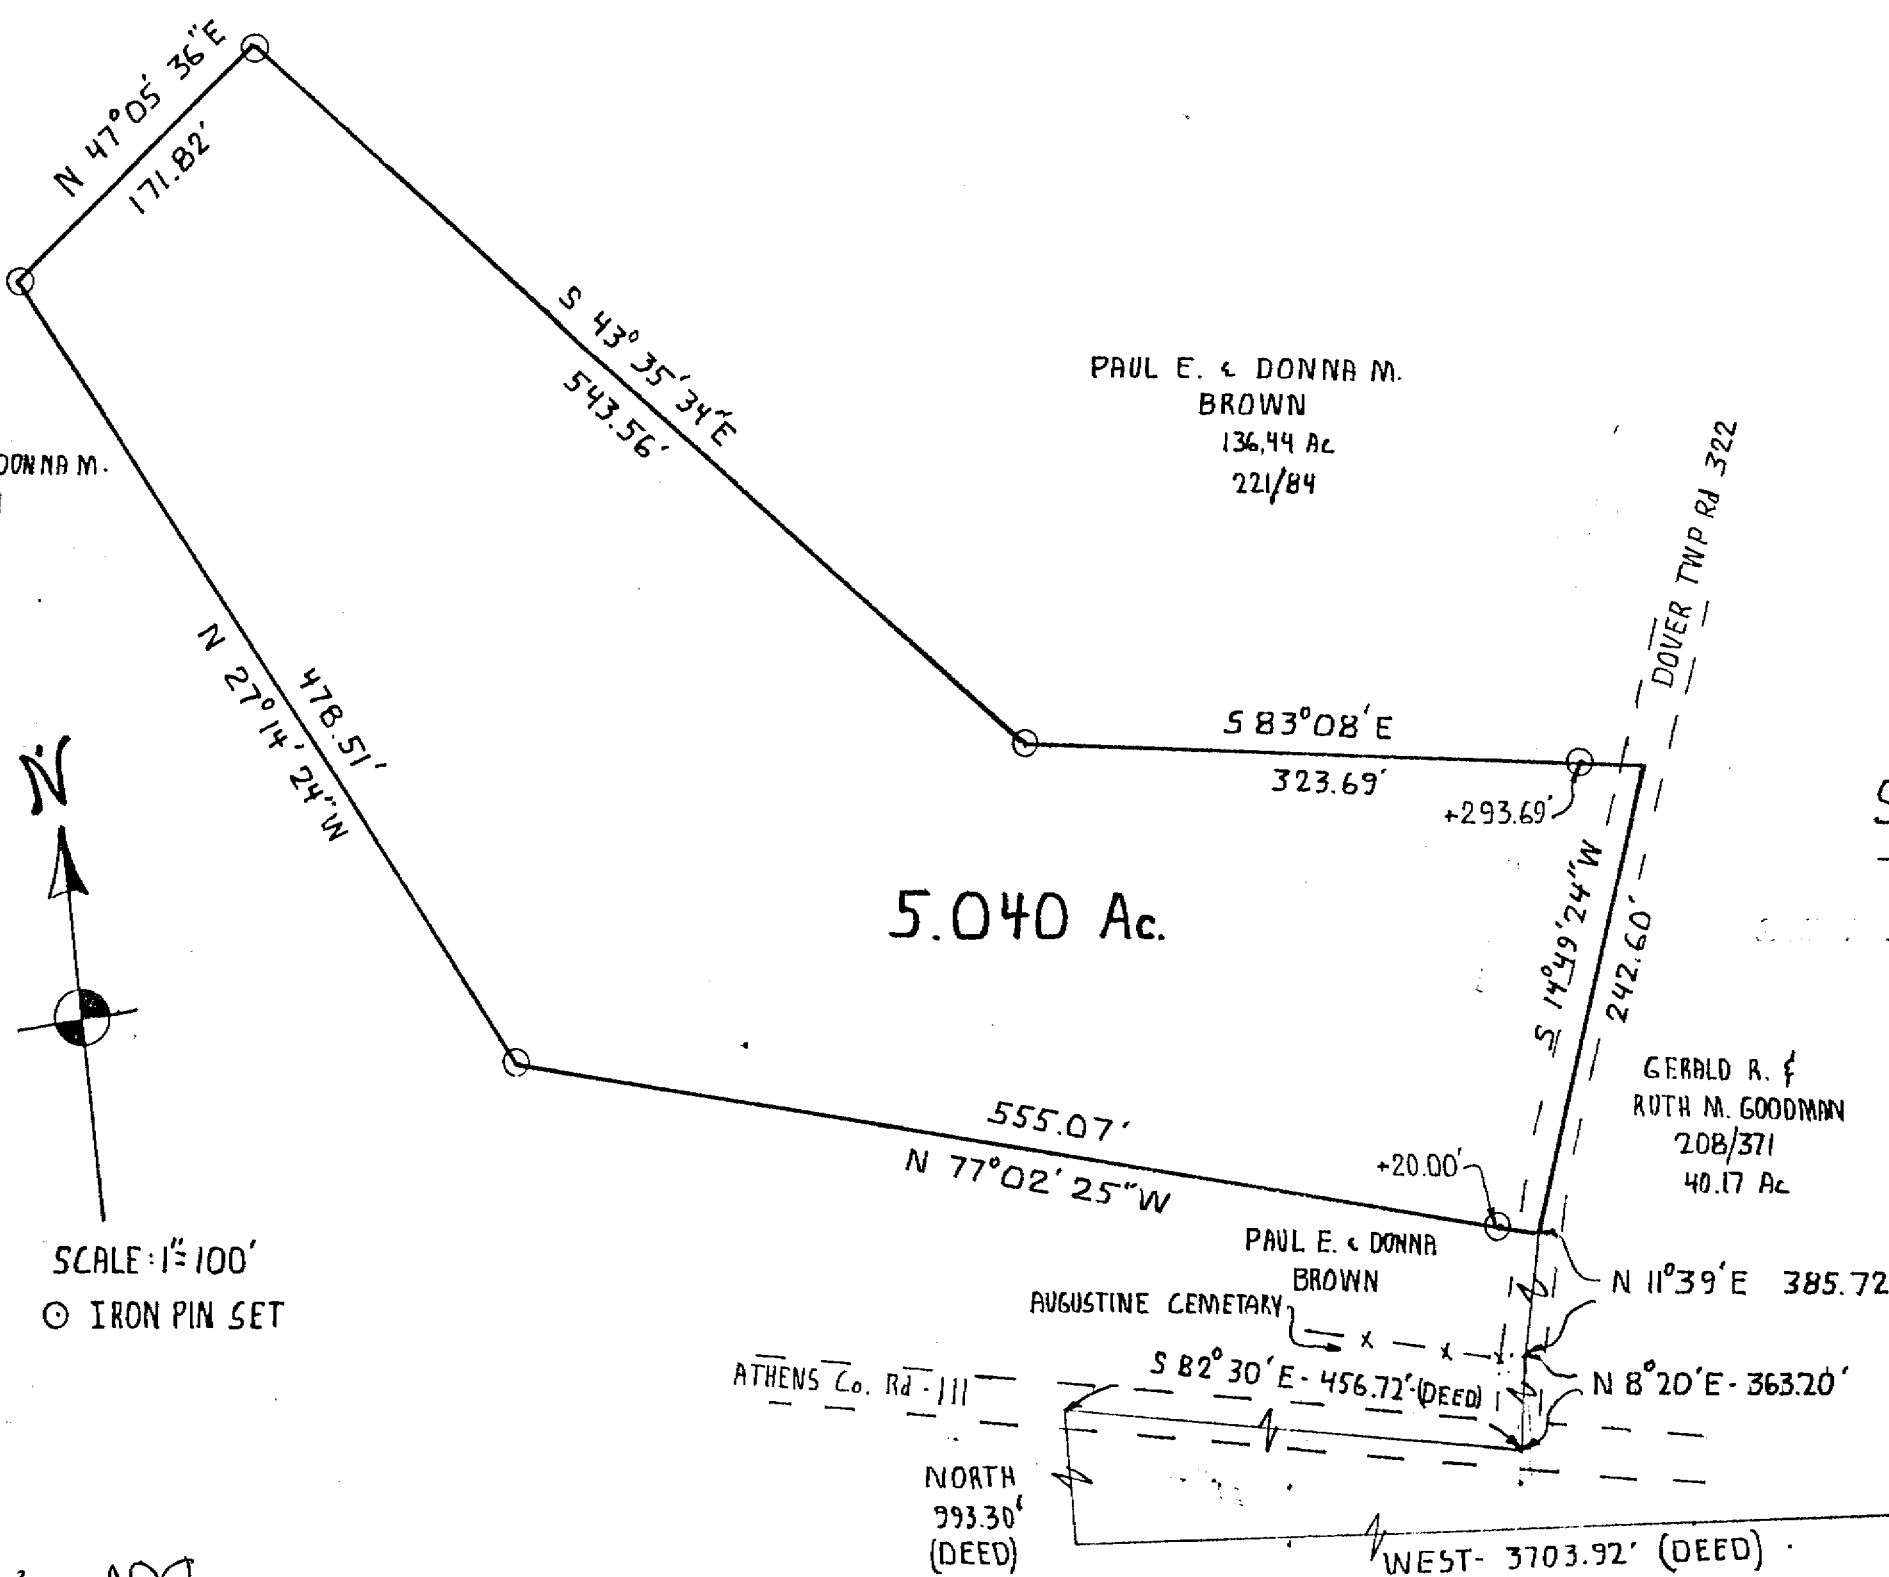 N 47°05' 36"E
171.82'
S 43° 35' 34"E
543.56'
PAUL E. & DONNA M.
BROWN
136.44 Ac
221/84
DONNA M.
DOVER TWP Rd 322
N 27° 14' 24"W
478.51'
S 83°08'E
323.69'
+293.69'
N
5.040 Ac.
S 14°49'24"W
242.60'
GERALD R. &
RUTH M. GOODMAN
208/371
40.17 Ac
555.07'
N 77°02' 25"W
+20.00'
PAUL E. & DONNA
BROWN
SCALE: 1"=100'
⊙ IRON PIN SET
N 11°39'E 385.72
AUGUSTINE CEMETARY
S 82° 30'E- 456.72'-(DEED)
N 8°20'E- 363.20'
ATHENS Co. Rd - 111
NORTH
993.30'
(DEED)
WEST- 3703.92' (DEED)